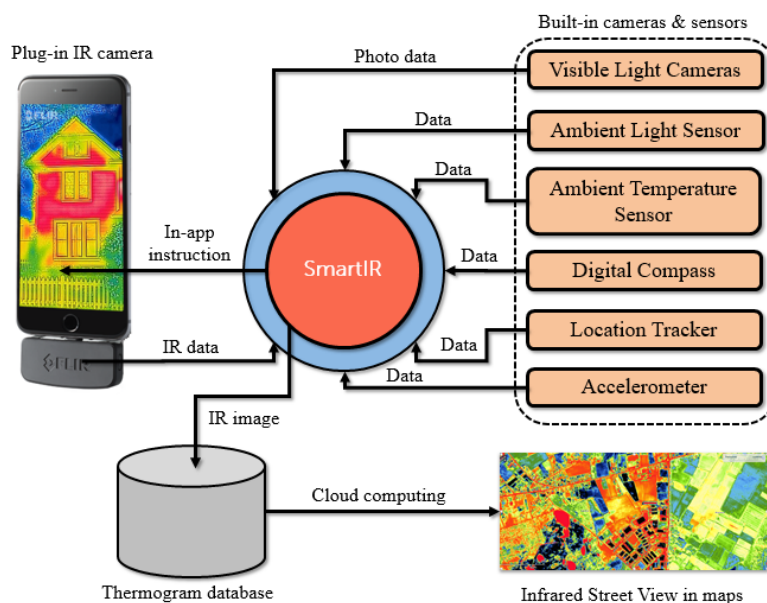 Built-in cameras & sensors
Plug-in IR camera
Photo data
Visible Light Cameras
FLIR
Data
Ambient Light Sensor
Data
Ambient Temperature
Sensor
In-app
instruction
SmartIR
Data
Digital Compass
Location Tracker
IR data
Data
FLIR
Data
Accelerometer
IR image
Cloud computing
Thermogram database
Infrared Street View in maps